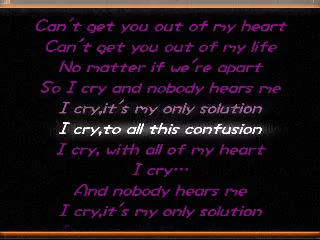 Can't get you out of my heart
Can't get you out of my life
No matter if we're apart
So I cry and nobody hears me
I cry,it's my only solution
I cry,to all this confusion
I cry, with all of my heart
I cry...
And nobody hears me
I cry,it's my only solution